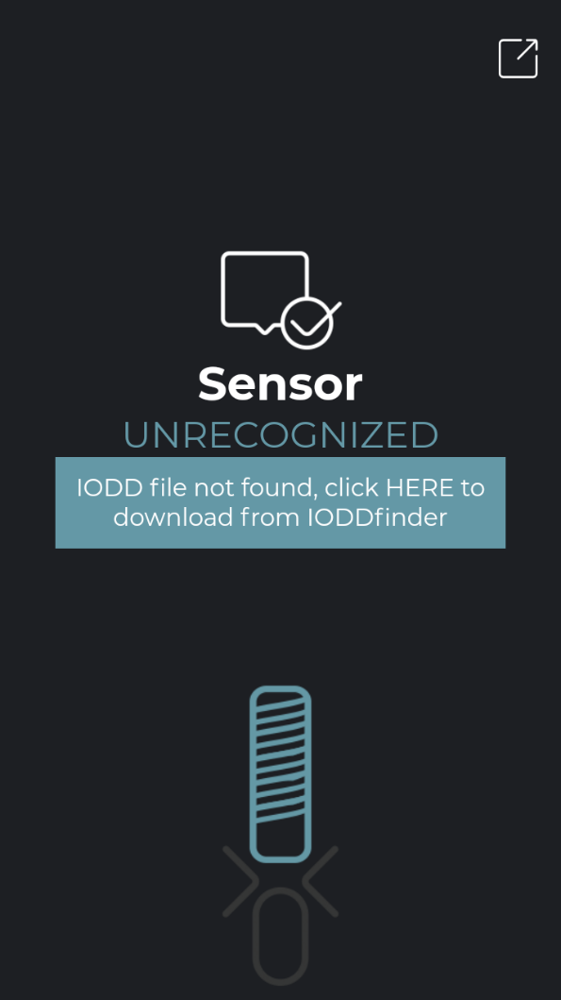 Sensor
UNRECOGNIZED
IODD file not found, click HERE to
download from IODDfinder